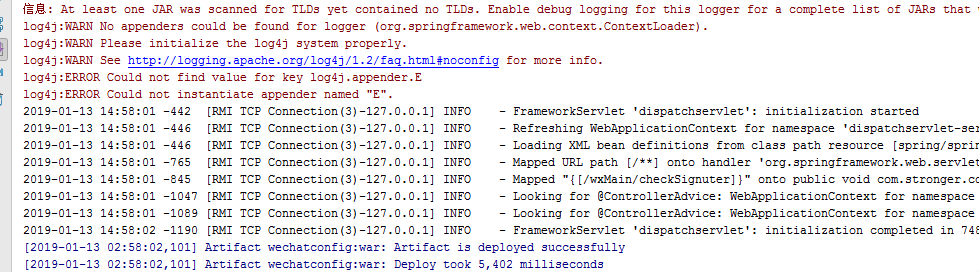 信息: At least one JAR was scanned for TLDs yet contained no TLDs. Enable debug logging for this logger for a complete list of JARs that
log4j:WARN No appenders could be found for logger (org.springframework.web.context.ContextLoader).
log4j:WARN Please initialize the log4j system properly.
log4j:WARN See http://logging.apache.org/log4j/1.2/faq.html#noconfig for more info.
log4j:ERROR Could not find value for key log4j.appender.E
log4j:ERROR Could not instantiate appender named "E".
2019-01-13 14:58:01 -442 [RMI TCP Connection(3)-127.0.0.1] INFO - FrameworkServlet 'dispatchservlet': initialization started
2019-01-13 14:58:01 -446 [RMI TCP Connection(3)-127.0.0.1] INFO - Refreshing WebApplicationContext for namespace 'dispatchservlet-ser
2019-01-13 14:58:01 -446 [RMI TCP Connection(3)-127.0.0.1] INFO - Loading XML bean definitions from class path resource [spring/sprin
2019-01-13 14:58:01 -765 [RMI TCP Connection(3)-127.0.0.1] INFO - Mapped URL path [/**] onto handler 'org.springframework.web.servlet
2019-01-13 14:58:01 -845 [RMI TCP Connection(3)-127.0.0.1] INFO - Mapped "{[/wxMain/checkSignuter]}" onto public void com.stronger.co
2019-01-13 14:58:01 -1047 [RMI TCP Connection(3)-127.0.0.1] INFO - Looking for @ControllerAdvice: WebApplicationContext for namespace
2019-01-13 14:58:01 -1089 [RMI TCP Connection(3)-127.0.0.1] INFO - Looking for @ControllerAdvice: WebApplicationContext for namespace
2019-01-13 14:58:02 -1190 [RMI TCP Connection(3)-127.0.0.1] INFO - FrameworkServlet 'dispatchservlet': initialization completed in 748
[2019-01-13 02:58:02,101] Artifact wechatconfig:war: Artifact is deployed successfully
[2019-01-13 02:58:02,101] Artifact wechatconfig:war: Deploy took 5,402 milliseconds